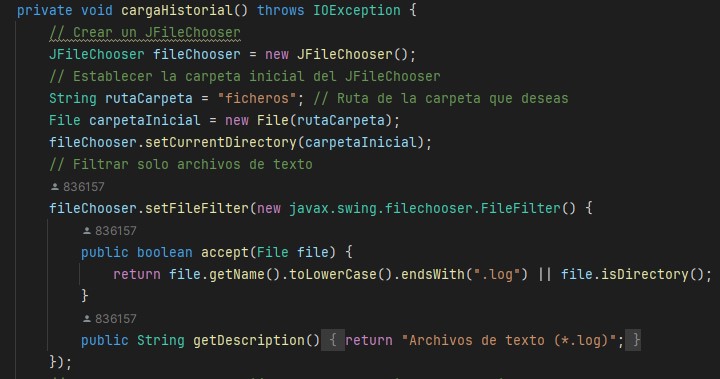 private void cargaHistorial() throws IOException {
// Crear un JFileChooser
JFileChooser fileChooser = new JFileChooser();
// Establecer la carpeta inicial del JFileChooser
String rutaCarpeta = "ficheros"; // Ruta de la carpeta que deseas
File carpetaInicial = new File(rutaCarpeta);
fileChooser.setCurrentDirectory(carpetaInicial);
// Filtrar solo archivos de texto
836157
fileChooser.setFileFilter(new javax.swing.filechooser.FileFilter() {
836157
public boolean accept(File file) {
return file.getName().toLowerCase().endsWith(".log") || file.isDirectory();
}
836157
public String getDescription() { return "Archivos de texto (*.log)"; }
});